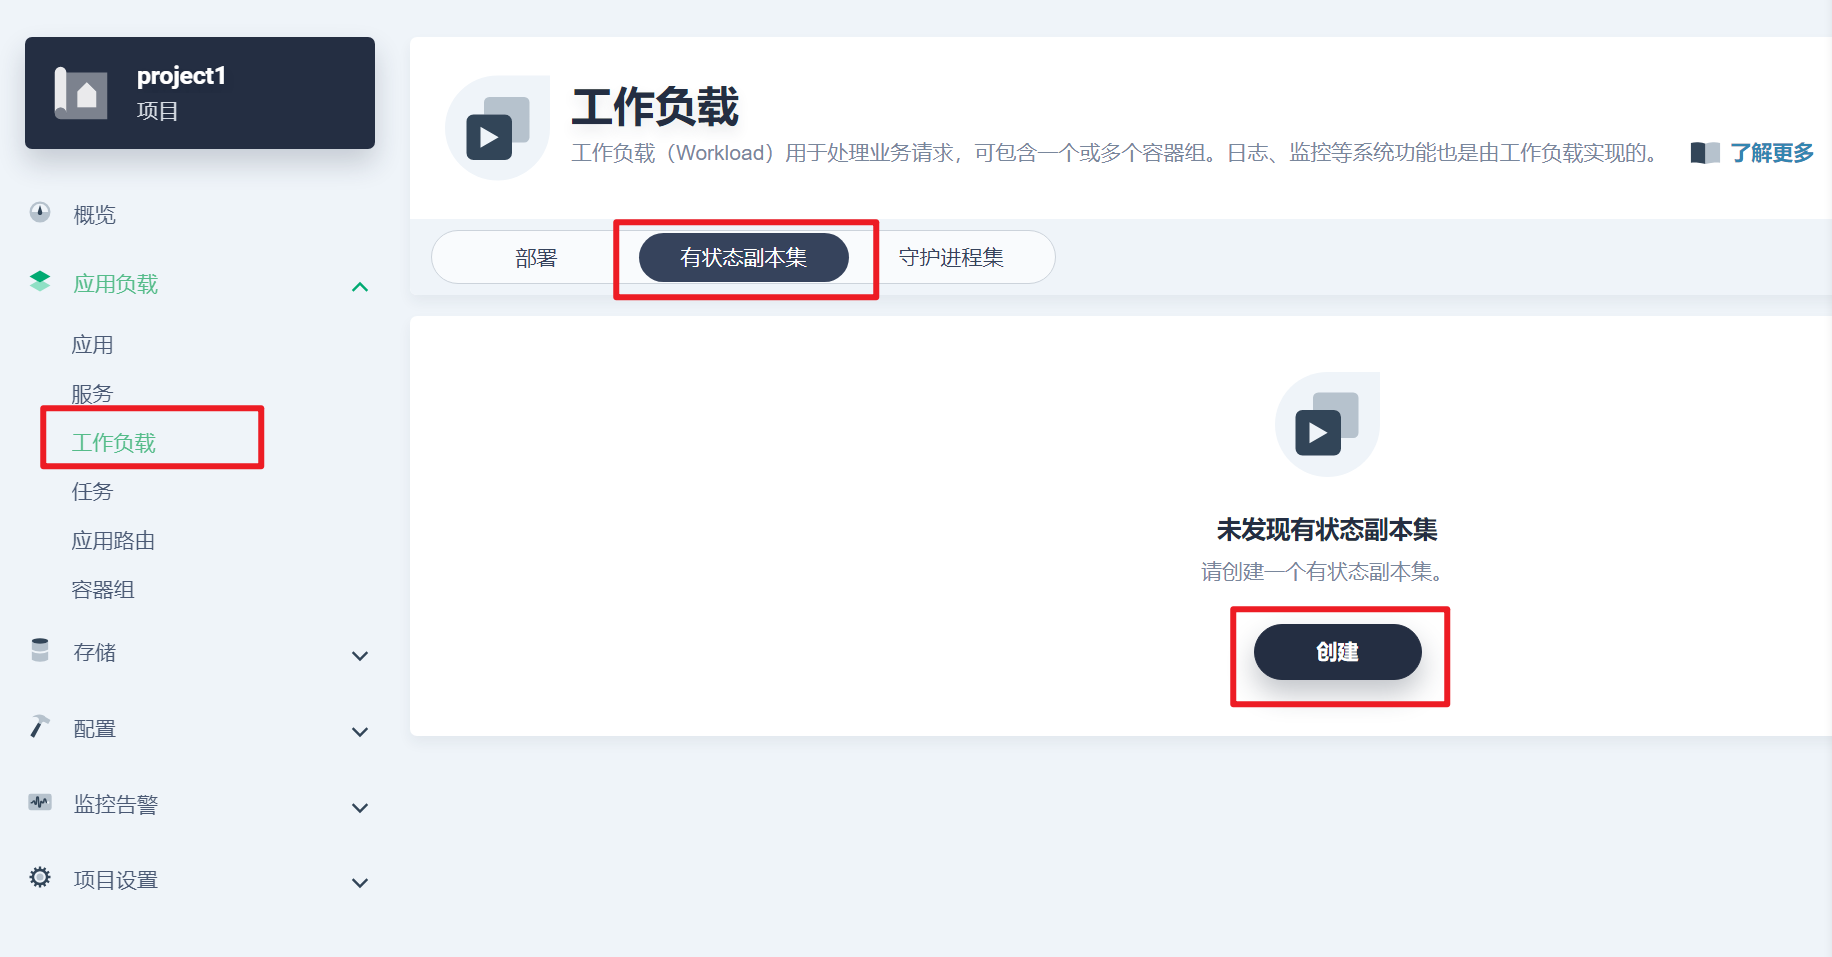 project1
项目
概览
应用负载
应用
服务
工作负载
任务
应用路由
容器组
存储
配置
监控告警
项目设置
工作负载
工作负载（Workload）用于处理业务请求，可包含一个或多个容器组。日志、监控等系统功能也是由工作负载实现的。 了解更多
部署 有状态副本集 守护进程集
未发现有状态副本集
请创建一个有状态副本集。
创建